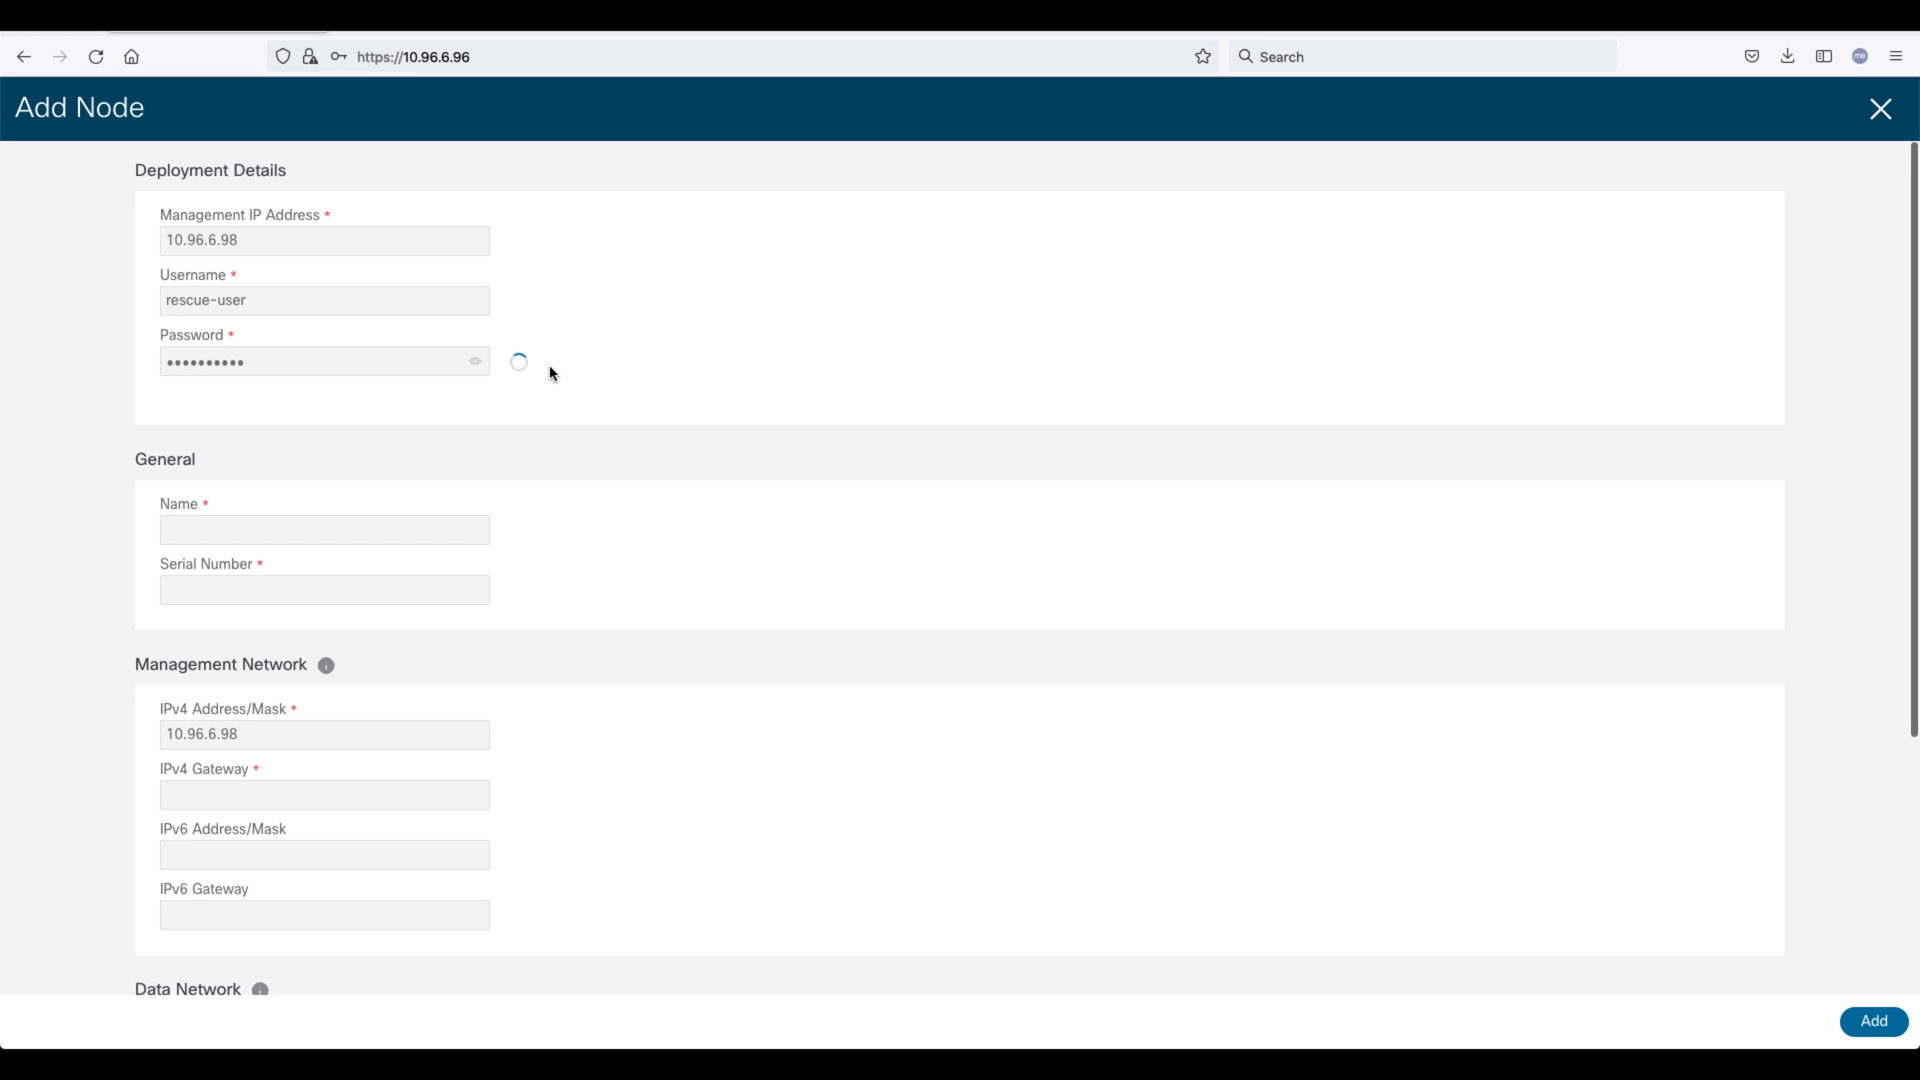 https://10.96.6.96
Search
Add Node
Deployment Details
Management IP Address *
10.96.6.98
Username *
rescue-user
Password *
••••••••••
General
Name *
Serial Number *
Management Network
IPv4 Address/Mask *
10.96.6.98
IPv4 Gateway *
IPv6 Address/Mask
IPv6 Gateway
Data Network
Add